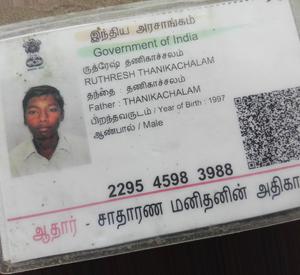 இந்திய அரசாங்கம்
Government of India
ருத்ரேஷ் தணிகாச்சலம்
RUTHRESH THANIKACHALAM
தந்தை : தணிகாச்சலம்
Father : THANIKACHALAM
பிறந்தவருடம் / Year of Birth : 1997
ஆண்பால் / Male
2295 4598 3988
ஆதார் - சாதாரண மனிதனின் அதிகா